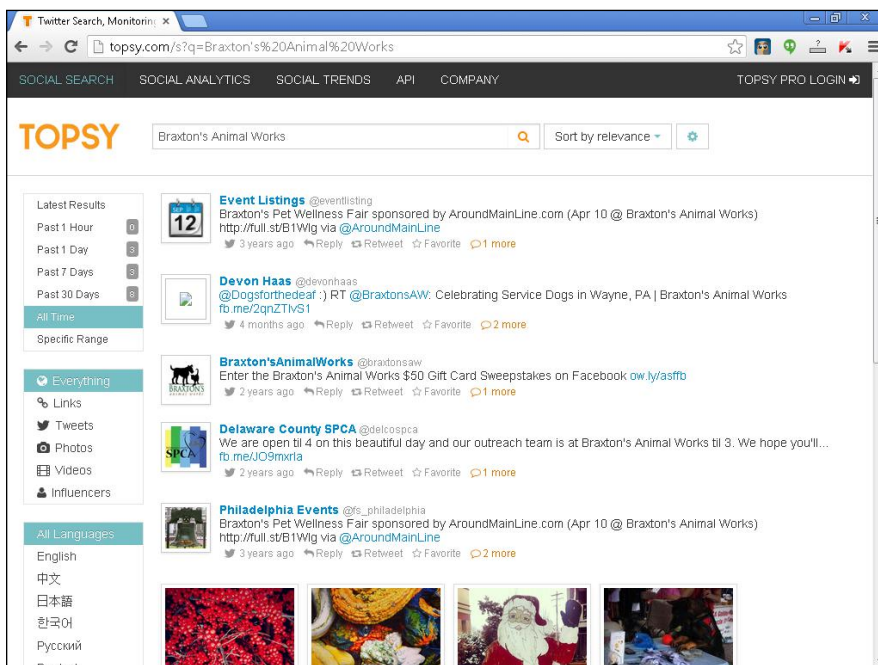 Twitter Search, Monitoring
topsy.com/s?q=Braxton's%20Animal%20Works
SOCIAL SEARCH SOCIAL ANALYTICS SOCIAL TRENDS API COMPANY TOPSY PRO LOGIN
TOPSY
Braxton's Animal Works
Sort by relevance
Latest Results
Past 1 Hour 0
Past 1 Day 3
Past 7 Days 3
Past 30 Days 8
All Time
Specific Range
Everything
Links
Tweets
Photos
Videos
Influencers
All Languages
English
中文
日本語
한국어
Русский
12
Event Listings @eventlisting
Braxton's Pet Wellness Fair sponsored by AroundMainLine.com (Apr 10 @ Braxton's Animal Works)
http://full.st/B1Wlg via @AroundMainLine
3 years ago Reply Retweet Favorite 1 more
Devon Haas @devonhaas
@Dogsforthedeaf :) RT @BraxtonsAW: Celebrating Service Dogs in Wayne, PA | Braxton's Animal Works
fb.me/2qnZTlvS1
4 months ago Reply Retweet Favorite 2 more
BRAXTON'S
Braxton'sAnimalWorks @braxtonsaw
Enter the Braxton's Animal Works $50 Gift Card Sweepstakes on Facebook ow.ly/asffb
2 years ago Reply Retweet Favorite 1 more
SPCA
Delaware County SPCA @delcospca
We are open til 4 on this beautiful day and our outreach team is at Braxton's Animal Works til 3. We hope you'll...
fb.me/JO9mxrla
2 years ago Reply Retweet Favorite 1 more
Philadelphia Events @fs_philadelphia
Braxton's Pet Wellness Fair sponsored by AroundMainLine.com (Apr 10 @ Braxton's Animal Works)
http://full.st/B1Wlg via @AroundMainLine
3 years ago Reply Retweet Favorite 2 more